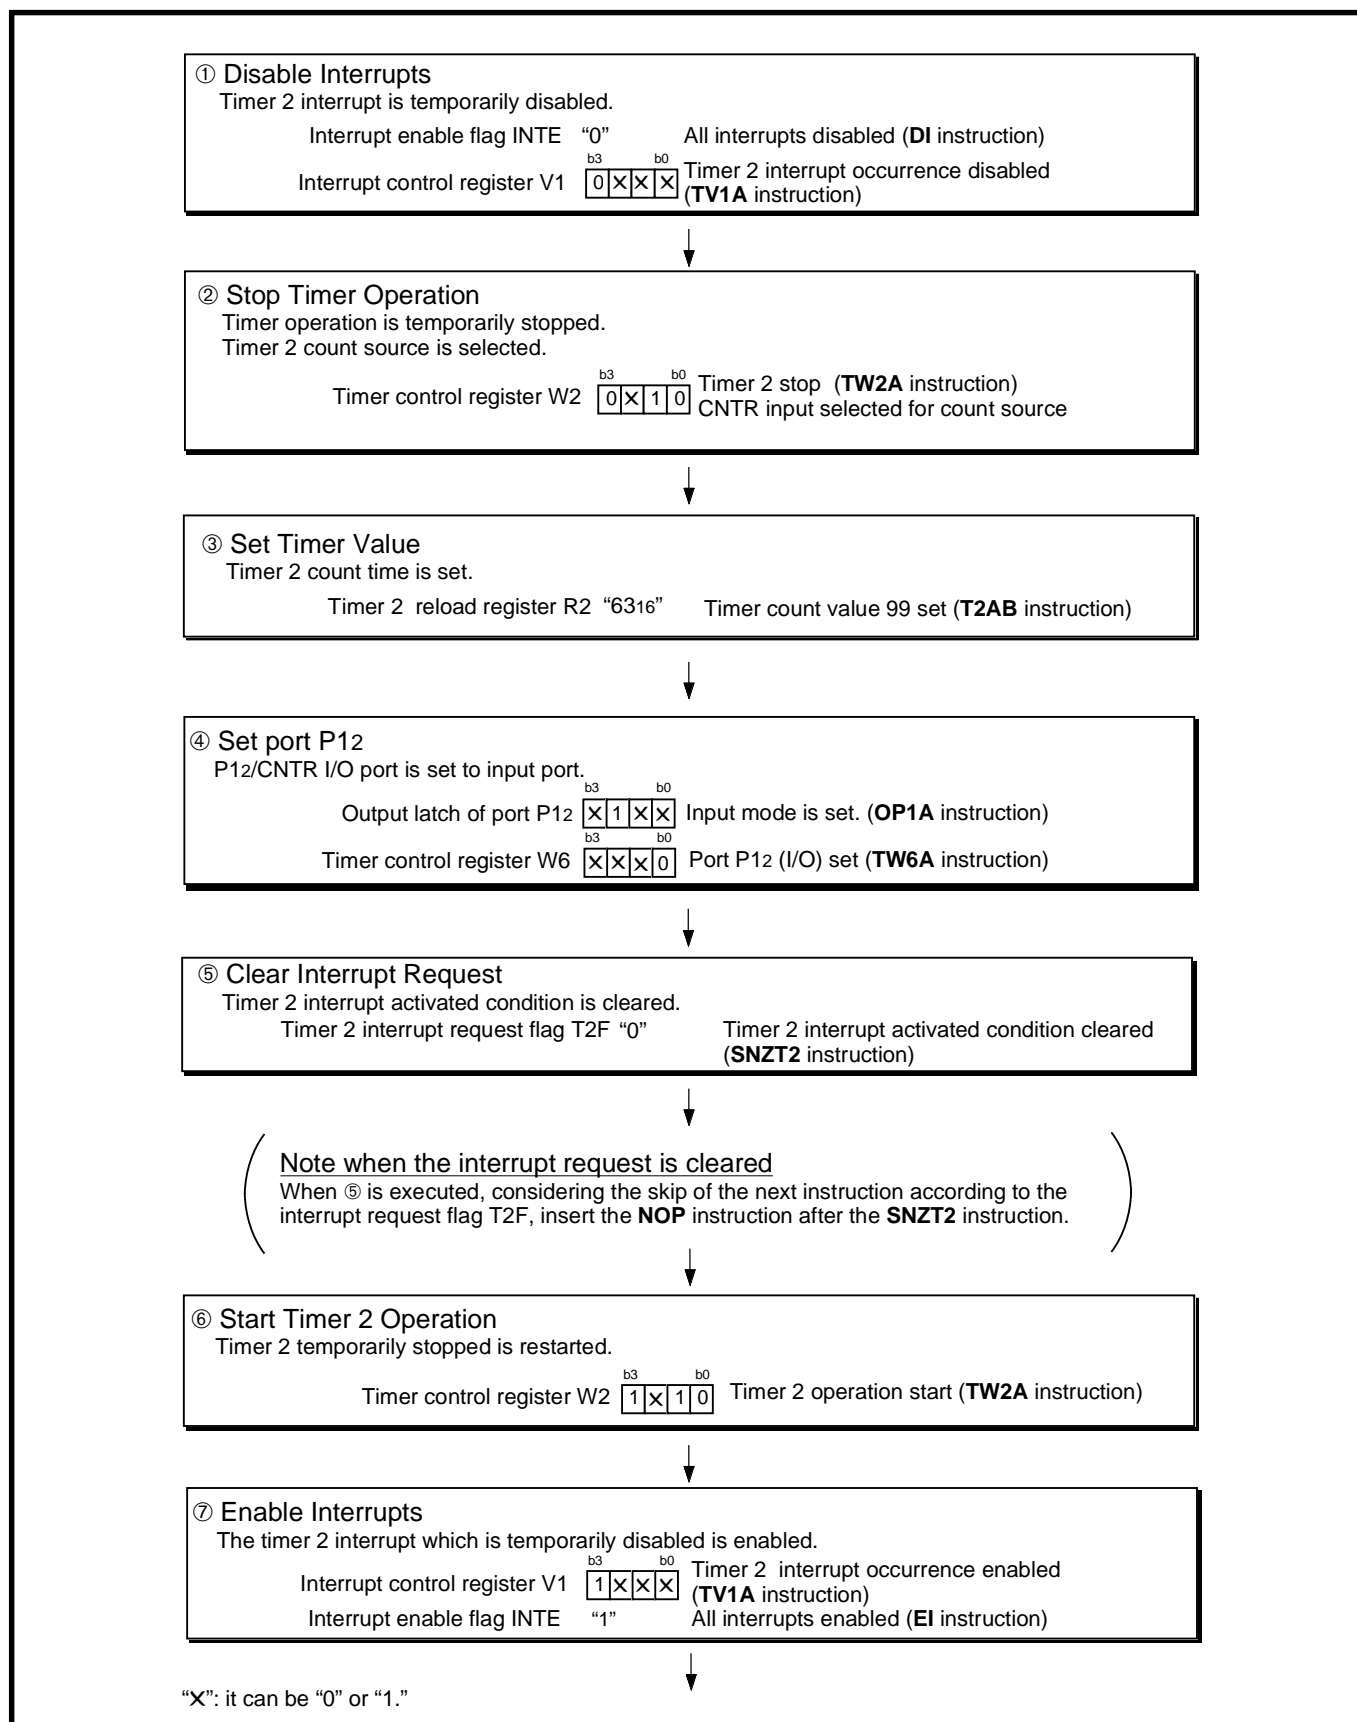 ① Disable Interrupts
Timer 2 interrupt is temporarily disabled.
Interrupt enable flag INTE “0” All interrupts disabled (DI instruction)
b3 b0
Interrupt control register V1 0 ✕ ✕ ✕ Timer 2 interrupt occurrence disabled
(TV1A instruction)
② Stop Timer Operation
Timer operation is temporarily stopped.
Timer 2 count source is selected.
b3 b0
Timer control register W2 0 ✕ 1 0 Timer 2 stop (TW2A instruction)
CNTR input selected for count source
③ Set Timer Value
Timer 2 count time is set.
Timer 2 reload register R2 “6316” Timer count value 99 set (T2AB instruction)
④ Set port P12
P12/CNTR I/O port is set to input port.
b3 b0
Output latch of port P12 ✕ 1 ✕ ✕ Input mode is set. (OP1A instruction)
b3 b0
Timer control register W6 ✕ ✕ ✕ 0 Port P12 (I/O) set (TW6A instruction)
⑤ Clear Interrupt Request
Timer 2 interrupt activated condition is cleared.
Timer 2 interrupt request flag T2F “0” Timer 2 interrupt activated condition cleared
(SNZT2 instruction)
Note when the interrupt request is cleared
When ⑤ is executed, considering the skip of the next instruction according to the
interrupt request flag T2F, insert the NOP instruction after the SNZT2 instruction.
⑥ Start Timer 2 Operation
Timer 2 temporarily stopped is restarted.
b3 b0
Timer control register W2 1 ✕ 1 0 Timer 2 operation start (TW2A instruction)
⑦ Enable Interrupts
The timer 2 interrupt which is temporarily disabled is enabled.
b3 b0
Interrupt control register V1 1 ✕ ✕ ✕ Timer 2 interrupt occurrence enabled
(TV1A instruction)
Interrupt enable flag INTE “1” All interrupts enabled (EI instruction)
“✕”: it can be “0” or “1.”